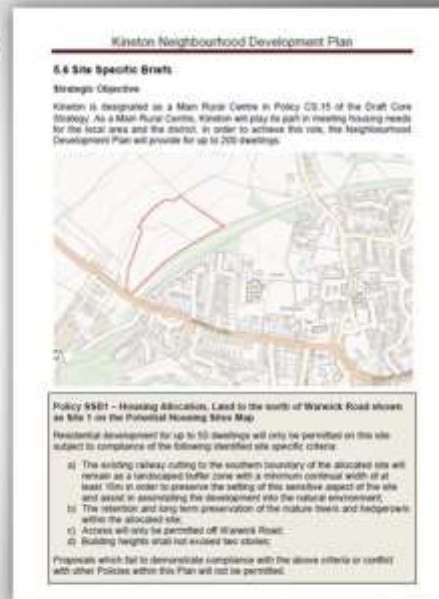 Kineton Neighbourhood Development Plan
5.6 Site Specific Briefs
Strategic Objective
Kineton is designated as a Main Rural Centre in Policy CS.15 of the Draft Core
Strategy. As a Main Rural Centre, Kineton will play its part in meeting housing needs
for the local area and the district. In order to achieve this role, the Neighbourhood
Development Plan will provide for up to 200 dwellings.
Policy SSB1 – Housing Allocation, Land to the north of Warwick Road shown
as Site 1 on the Potential Housing Sites Map
Residential development for up to 50 dwellings will only be permitted on this site
subject to compliance of the following identified site specific criteria:
a) The existing railway cutting to the southern boundary of the allocated site will
remain as a landscaped buffer zone with a minimum continual width of at
least 15m in order to preserve the setting of this sensitive aspect of the site
and assist in assimilating the development into the natural environment;
b) The retention and long term preservation of the mature trees and hedgerows
within the allocated site;
c) Access will only be permitted off Warwick Road;
d) Building heights shall not exceed two stories;
Proposals which fail to demonstrate compliance with the above criteria or conflict
with other Policies within this Plan will not be permitted.